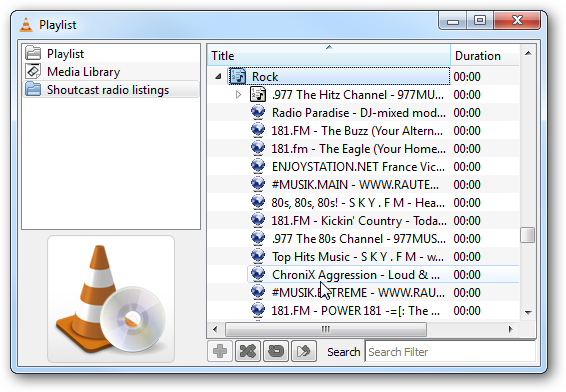 Playlist
Playlist
Media Library
Shoutcast radio listings
Title Duration
Rock 00:00
.977 The Hitz Channel - 977MU... 00:00
Radio Paradise - DJ-mixed mod... 00:00
181.FM - The Buzz (Your Altern... 00:00
181.fm - The Eagle (Your Home... 00:00
ENJOYSTATION.NET France Vic... 00:00
#MUSIK.MAIN - WWW.RAUTE... 00:00
80s, 80s, 80s! - S K Y . F M - Hea... 00:00
181.FM - Kickin' Country - Toda... 00:00
.977 The 80s Channel - 977MUS... 00:00
Top Hits Music - S K Y . F M - w... 00:00
ChroniX Aggression - Loud & ... 00:00
#MUSIK.EXTREME - WWW.RAU... 00:00
181.FM - POWER 181 -=[: The ... 00:00
Search Search Filter